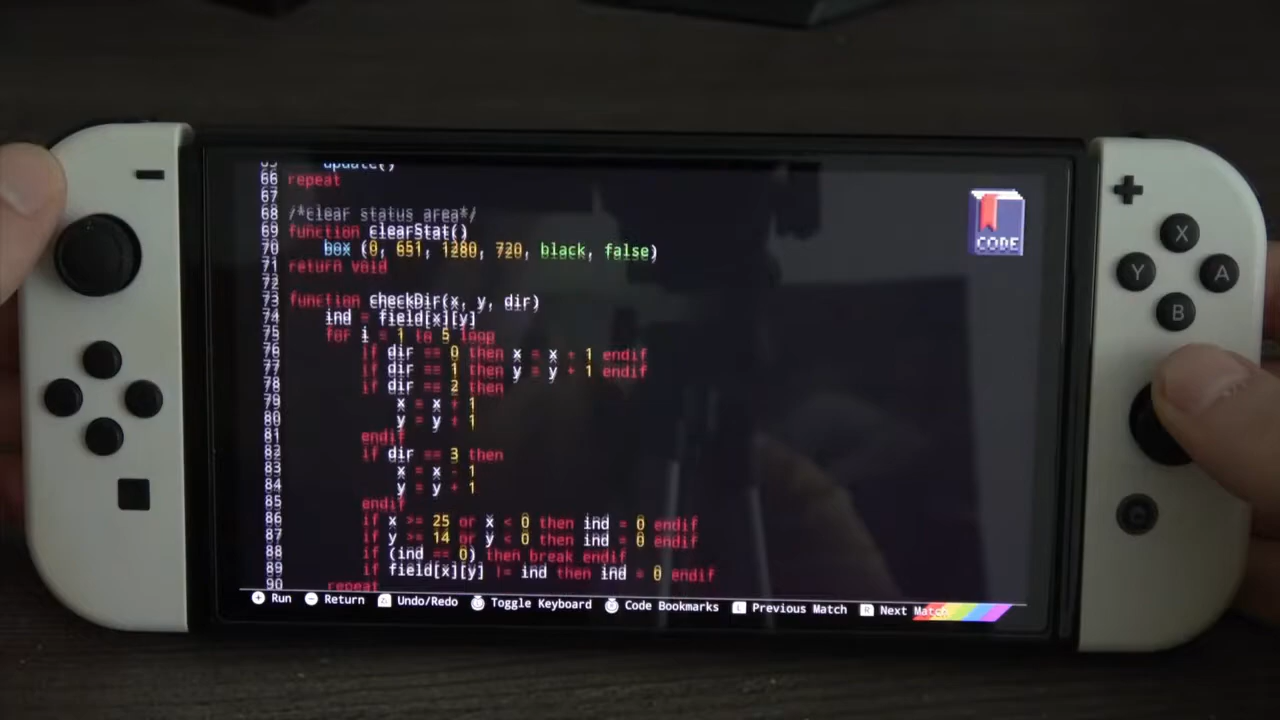 65 update()
66 repeat
67
68 /*clear status area*/
69 function clearStat()
70 box (0, 651, 1280, 720, black, false)
71 return void
72
73 function checkDir(x, y, dir)
74 ind = field[x][y]
75 for i = 1 to 5 loop
76 if dir == 0 then x = x + 1 endif
77 if dir == 1 then y = y + 1 endif
78 if dir == 2 then
79 x = x + 1
80 y = y + 1
81 endif
82 if dir == 3 then
83 x = x - 1
84 y = y + 1
85 endif
86 if x >= 25 or x < 0 then ind = 0 endif
87 if y >= 14 or y < 0 then ind = 0 endif
88 if (ind == 0) then break endif
89 if field[x][y] != ind then ind = 0 endif
90 repeat
CODE
+ Run - Return Undo/Redo Toggle Keyboard Code Bookmarks L Previous Match R Next Match
X
Y
A
B